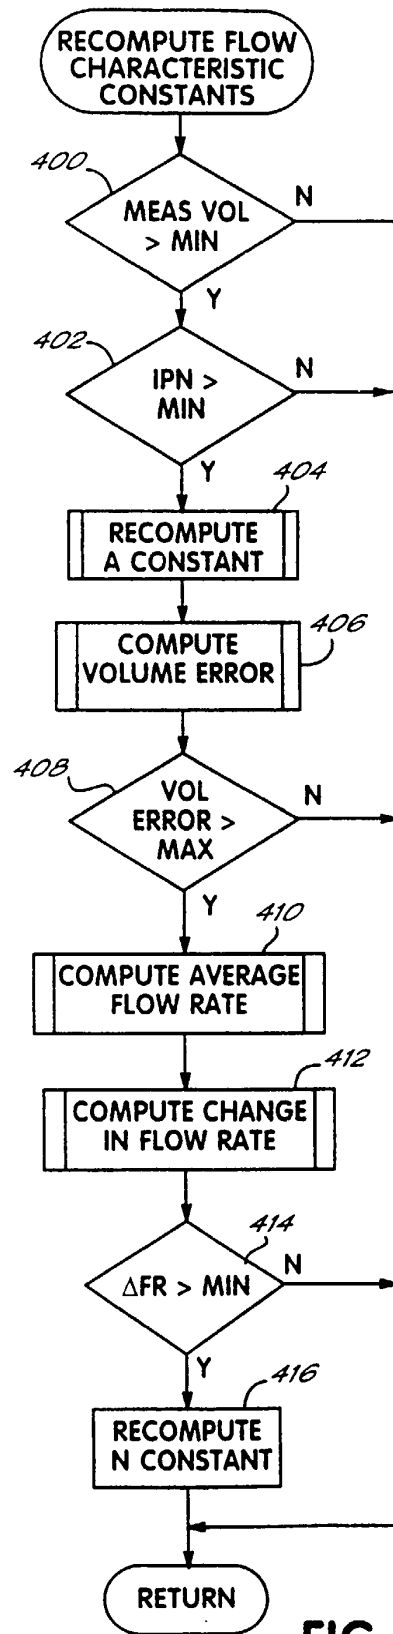 RECOMPUTE FLOW
CHARACTERISTIC
CONSTANTS
400
MEAS VOL
> MIN
N
Y
402
IPN >
MIN
N
Y
404
RECOMPUTE
A CONSTANT
406
COMPUTE
VOLUME ERROR
408
VOL
ERROR >
MAX
N
Y
410
COMPUTE AVERAGE
FLOW RATE
412
COMPUTE CHANGE
IN FLOW RATE
414
ΔFR > MIN
N
Y
416
RECOMPUTE
N CONSTANT
RETURN